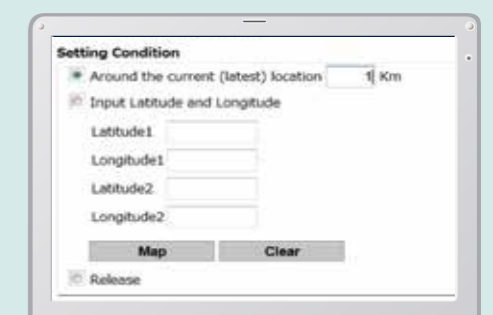 Setting Condition
Around the current (latest) location 1 Km
Input Latitude and Longitude
Latitude1
Longitude1
Latitude2
Longitude2
Map Clear
Release